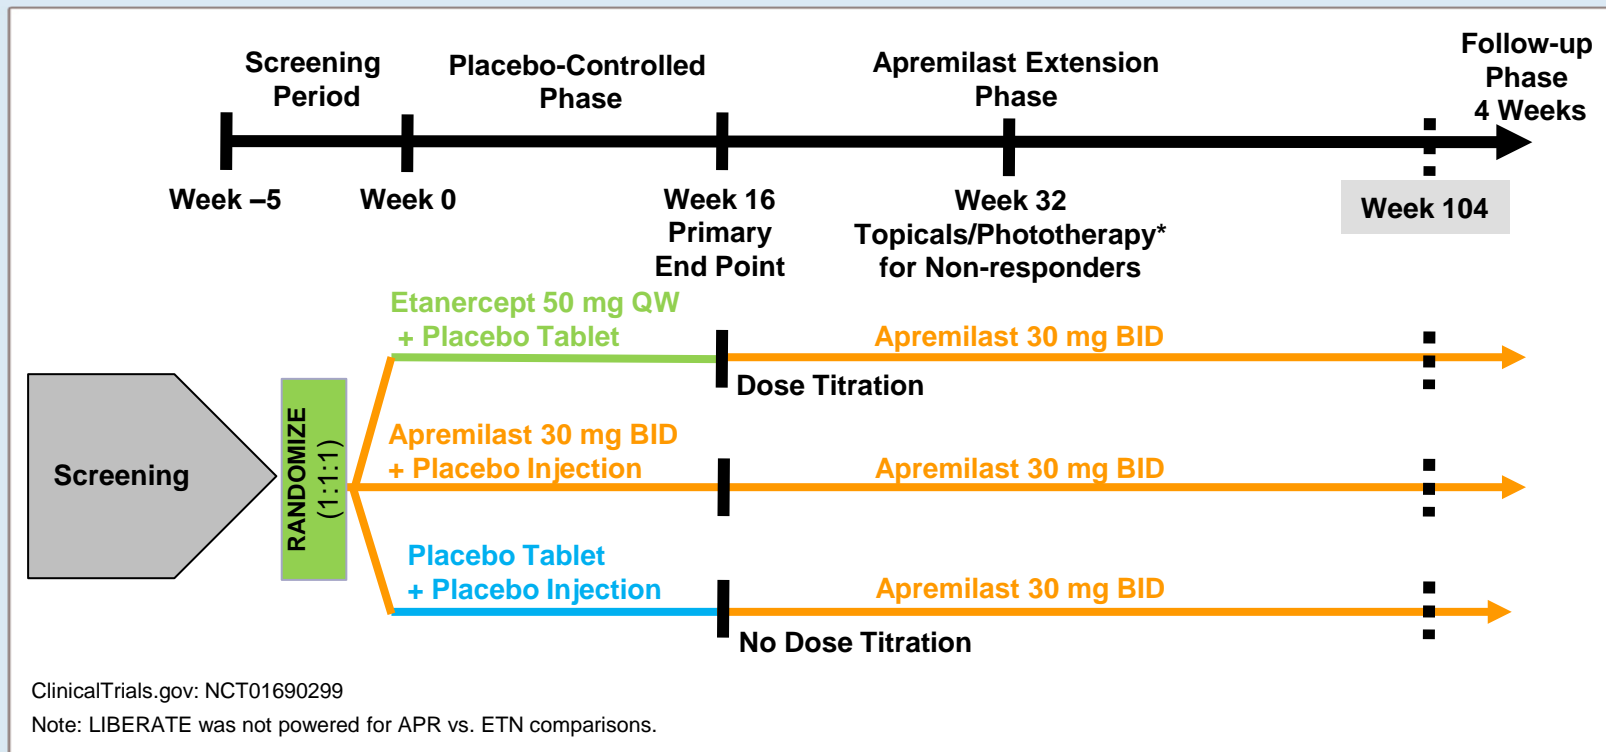 Screening
Period
Placebo-Controlled
Phase
Apremilast Extension
Phase
Follow-up
Phase
4 Weeks
Week –5
Week 0
Week 16
Primary
End Point
Week 32
Topicals/Phototherapy*
for Non-responders
Week 104
Etanercept 50 mg QW
+ Placebo Tablet
Apremilast 30 mg BID
Dose Titration
Screening
RANDOMIZE
(1:1:1)
Apremilast 30 mg BID
+ Placebo Injection
Apremilast 30 mg BID
Placebo Tablet
+ Placebo Injection
Apremilast 30 mg BID
No Dose Titration
ClinicalTrials.gov: NCT01690299
Note: LIBERATE was not powered for APR vs. ETN comparisons.